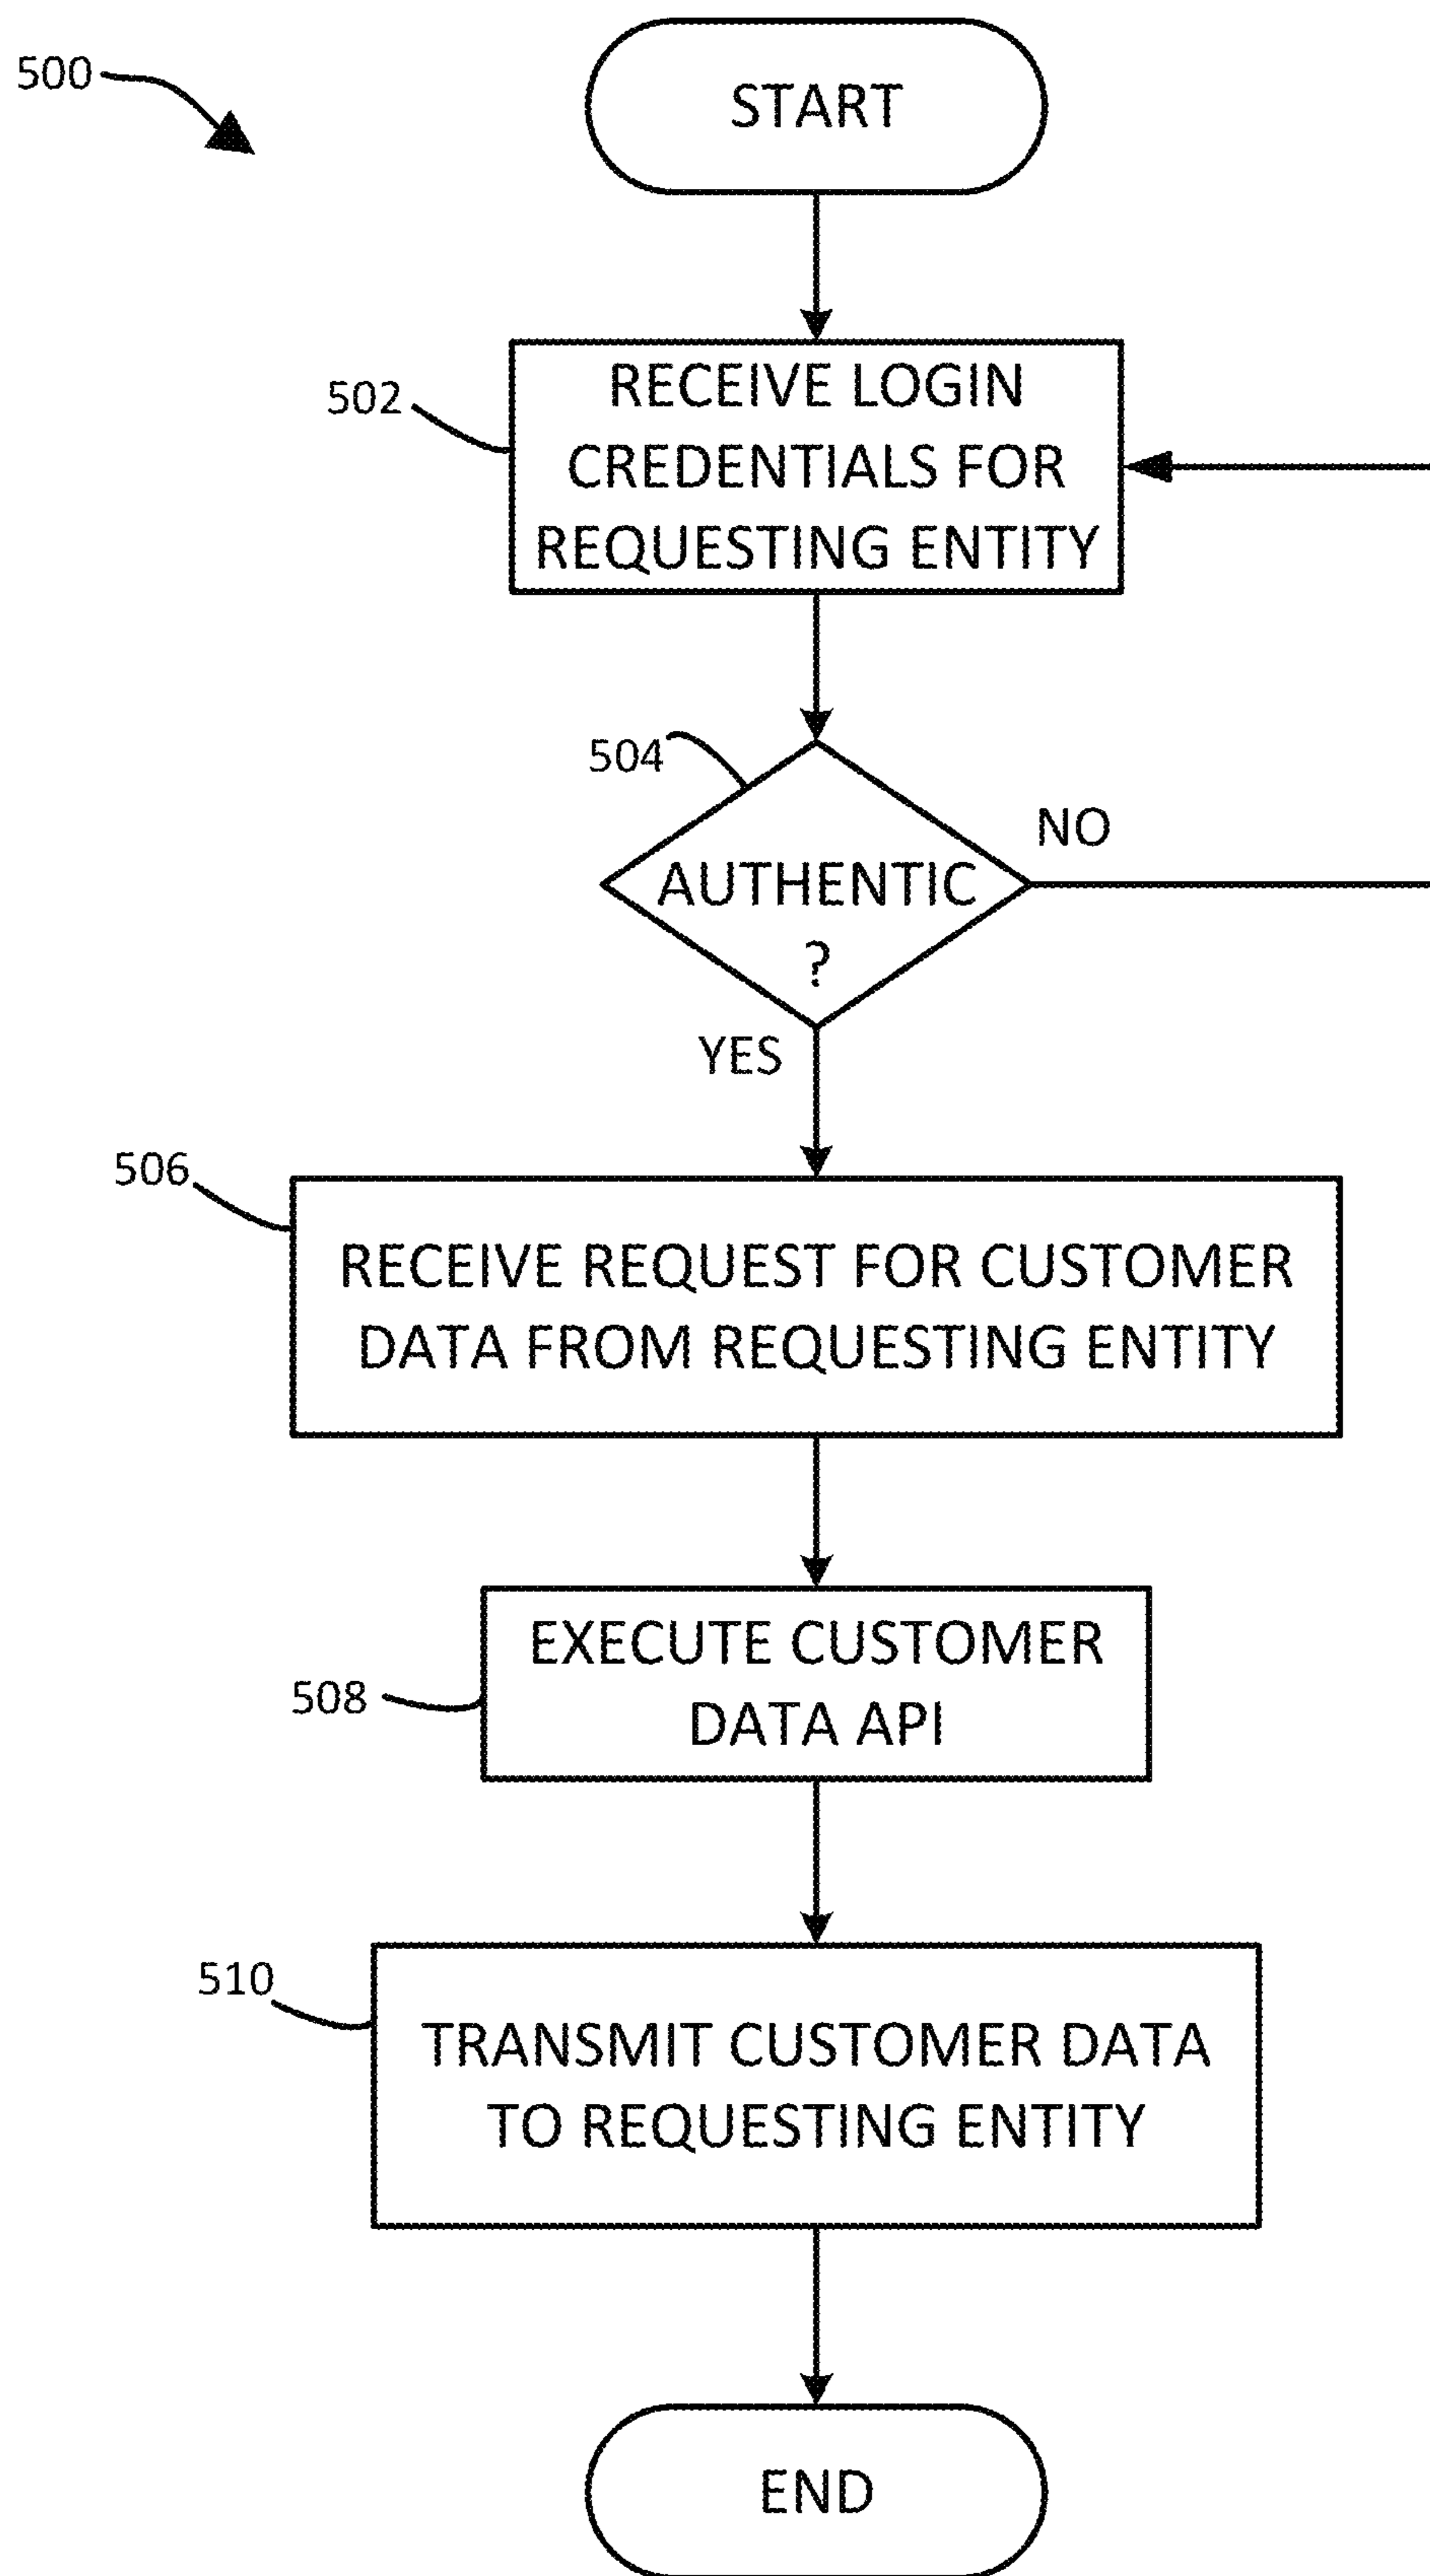 500
START
502
RECEIVE LOGIN
CREDENTIALS FOR
REQUESTING ENTITY
504
AUTHENTIC
?
NO
YES
506
RECEIVE REQUEST FOR CUSTOMER
DATA FROM REQUESTING ENTITY
508
EXECUTE CUSTOMER
DATA API
510
TRANSMIT CUSTOMER DATA
TO REQUESTING ENTITY
END